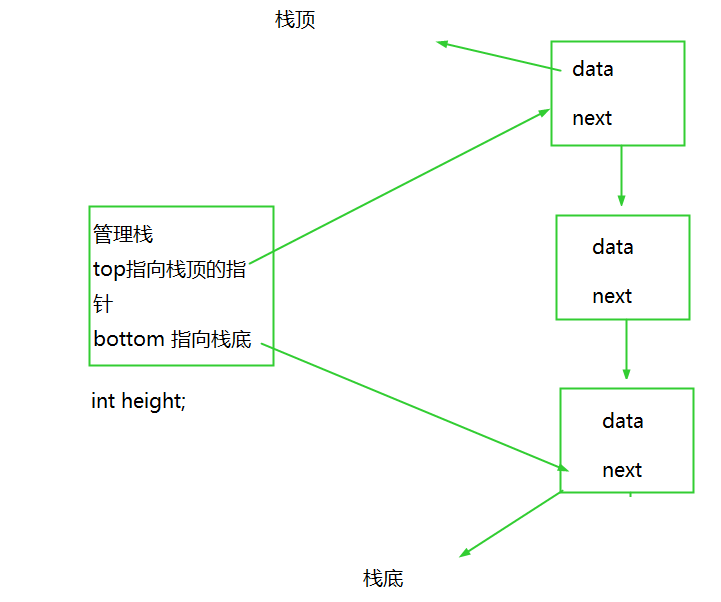 栈顶
data
next
管理栈
top指向栈顶的指
针
bottom 指向栈底
int height;
data
next
data
next
栈底